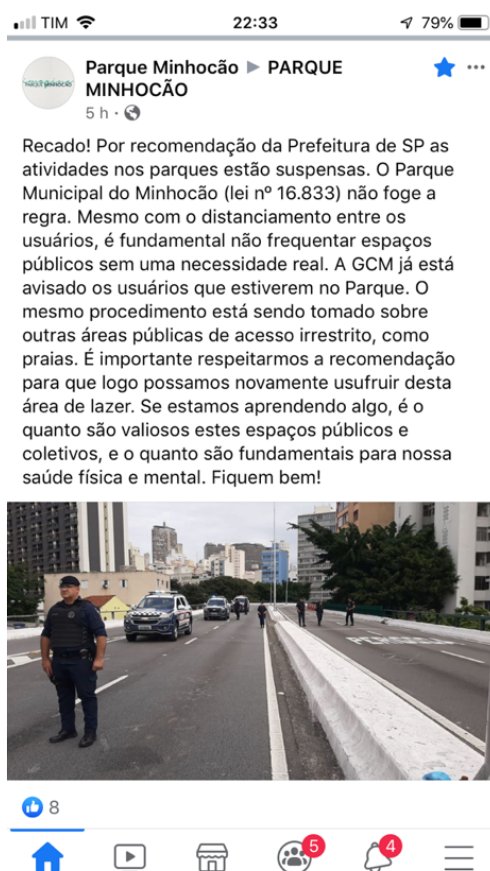 TIM
22:33
79%
Parque Minhocão ▶ PARQUE
MINHOCÃO
5 h ·
Recado! Por recomendação da Prefeitura de SP as
atividades nos parques estão suspensas. O Parque
Municipal do Minhocão (lei nº 16.833) não foge a
regra. Mesmo com o distanciamento entre os
usuários, é fundamental não frequentar espaços
públicos sem uma necessidade real. A GCM já está
avisado os usuários que estiverem no Parque. O
mesmo procedimento está sendo tomado sobre
outras áreas públicas de acesso irrestrito, como
praias. É importante respeitarmos a recomendação
para que logo possamos novamente usufruir desta
área de lazer. Se estamos aprendendo algo, é o
quanto são valiosos estes espaços públicos e
coletivos, e o quanto são fundamentais para nossa
saúde física e mental. Fiquem bem!
8
5
4